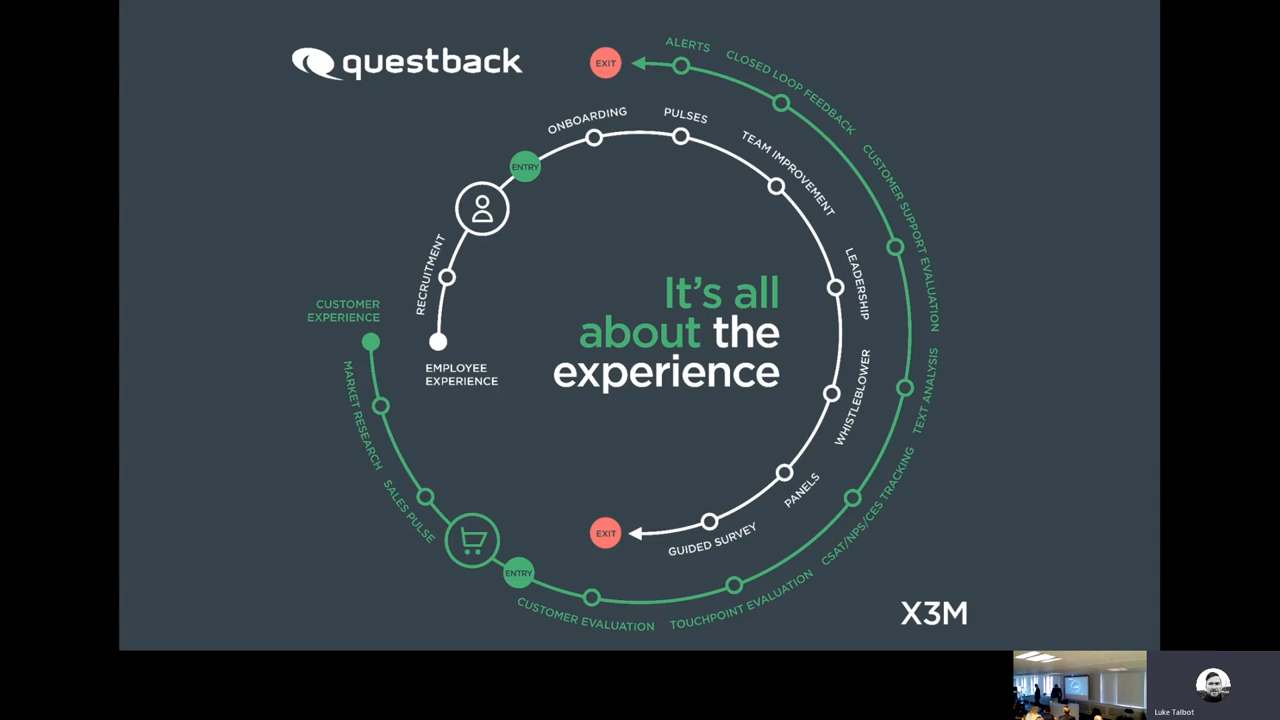 questback
EXIT
ALERTS
CLOSED LOOP FEEDBACK
CUSTOMER SUPPORT EVALUATION
TEXT ANALYSIS
CSAT/NPS/CES TRACKING
TOUCHPOINT EVALUATION
CUSTOMER EVALUATION
ENTRY
SALES PULSE
MARKET RESEARCH
CUSTOMER
EXPERIENCE
EMPLOYEE
EXPERIENCE
RECRUITMENT
ENTRY
ONBOARDING
PULSES
TEAM IMPROVEMENT
LEADERSHIP
WHISTLEBLOWER
PANELS
GUIDED SURVEY
EXIT
It's all
about the
experience
X3M
Luke Talbot